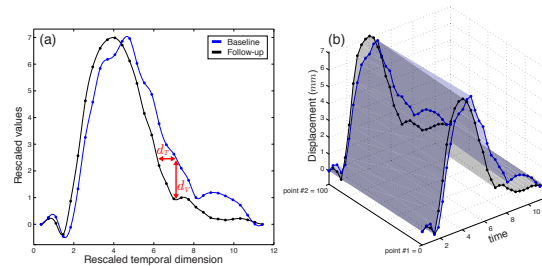 (a)
Baseline
Follow-up
Rescaled values
7
6
5
4
3
2
1
0
d_T
d_V
0 2 4 6 8 10 12
Rescaled temporal dimension
(b)
Displacement (mm)
7
6
5
4
3
2
1
0
point #2 = 100
point #1 = 0
2
4
6
8
10
time